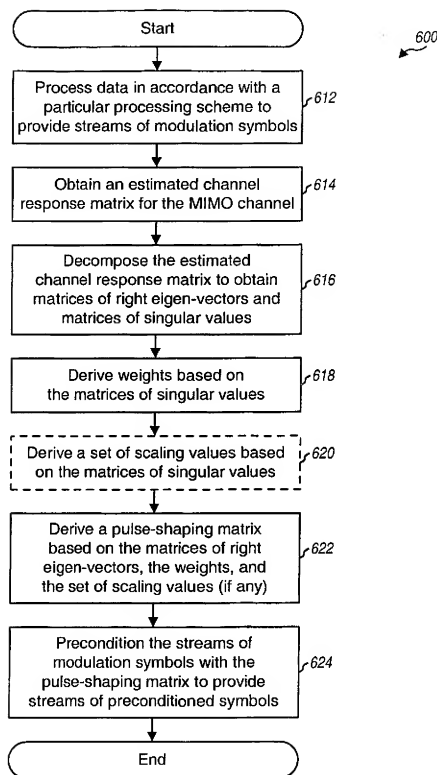 Start
600
Process data in accordance with a
particular processing scheme to
provide streams of modulation symbols
612
Obtain an estimated channel
response matrix for the MIMO channel
614
Decompose the estimated
channel response matrix to obtain
matrices of right eigen-vectors and
matrices of singular values
616
Derive weights based on
the matrices of singular values
618
Derive a set of scaling values based
on the matrices of singular values
620
Derive a pulse-shaping matrix
based on the matrices of right
eigen-vectors, the weights, and
the set of scaling values (if any)
622
Precondition the streams of
modulation symbols with the
pulse-shaping matrix to provide
streams of preconditioned symbols
624
End